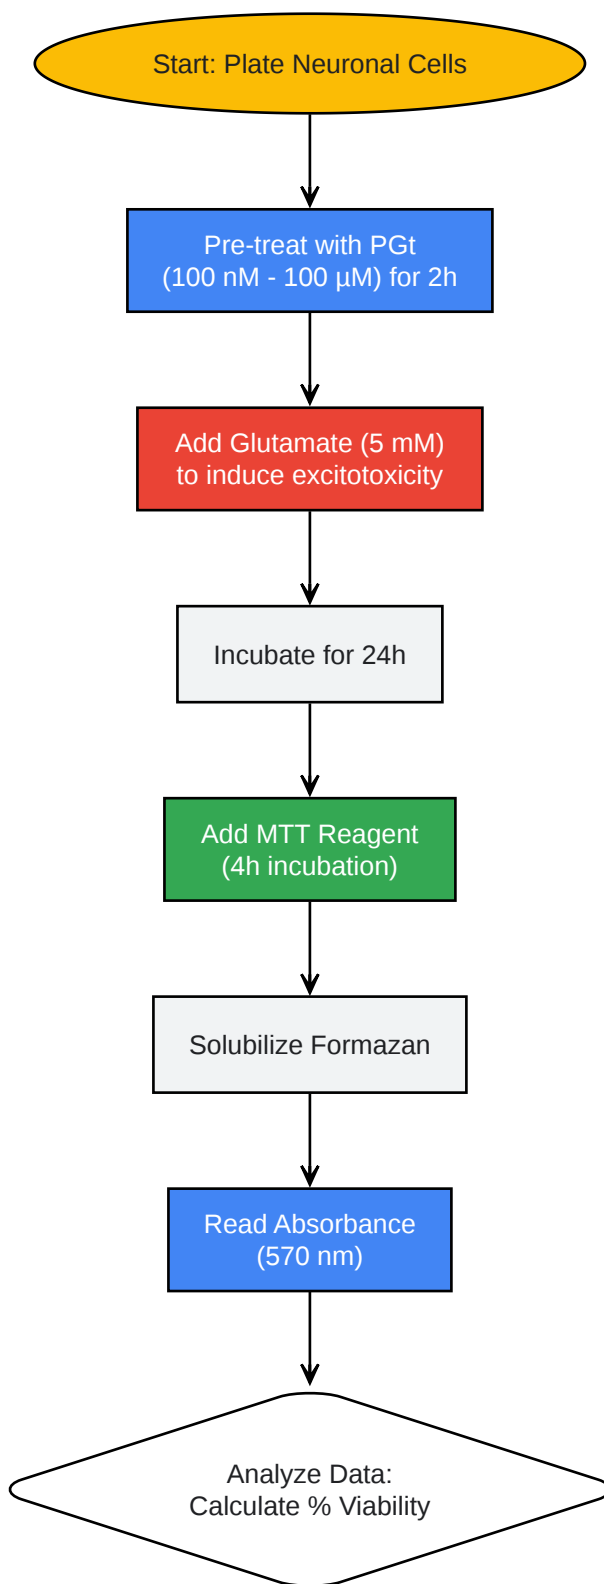 Start: Plate Neuronal Cells
Pre-treat with PGt
(100 nM - 100 µM) for 2h
Add Glutamate (5 mM)
to induce excitotoxicity
Incubate for 24h
Add MTT Reagent
(4h incubation)
Solubilize Formazan
Read Absorbance
(570 nm)
Analyze Data:
Calculate % Viability